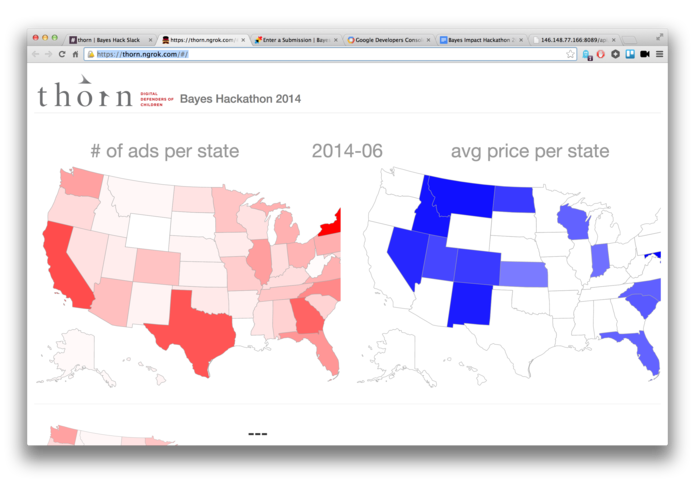 thorn | Bayes Hack Slack
https://thorn.ngrok.com/#/
Enter a Submission | Bayes
Google Developers Conso
Bayes Impact Hackathon 2
146.148.77.166:8089/api
https://thorn.ngrok.com/#/
thorn
DIGITAL
DEFENDERS OF
CHILDREN
Bayes Hackathon 2014
# of ads per state
2014-06
avg price per state
---